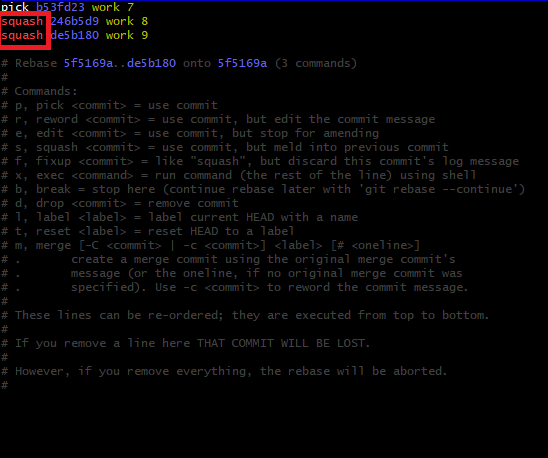 pick b53fd23 work 7
squash 246b5d9 work 8
squash de5b180 work 9
# Rebase 5f5169a..de5b180 onto 5f5169a (3 commands)
#
# Commands:
# p, pick <commit> = use commit
# r, reword <commit> = use commit, but edit the commit message
# e, edit <commit> = use commit, but stop for amending
# s, squash <commit> = use commit, but meld into previous commit
# f, fixup <commit> = like "squash", but discard this commit's log message
# x, exec <command> = run command (the rest of the line) using shell
# b, break = stop here (continue rebase later with 'git rebase --continue')
# d, drop <commit> = remove commit
# l, label <label> = label current HEAD with a name
# t, reset <label> = reset HEAD to a label
# m, merge [-C <commit> | -c <commit>] <label> [# <oneline>]
# .       create a merge commit using the original merge commit's
# .       message (or the oneline, if no original merge commit was
# .       specified). Use -c <commit> to reword the commit message.
#
# These lines can be re-ordered; they are executed from top to bottom.
#
# If you remove a line here THAT COMMIT WILL BE LOST.
#
# However, if you remove everything, the rebase will be aborted.
#